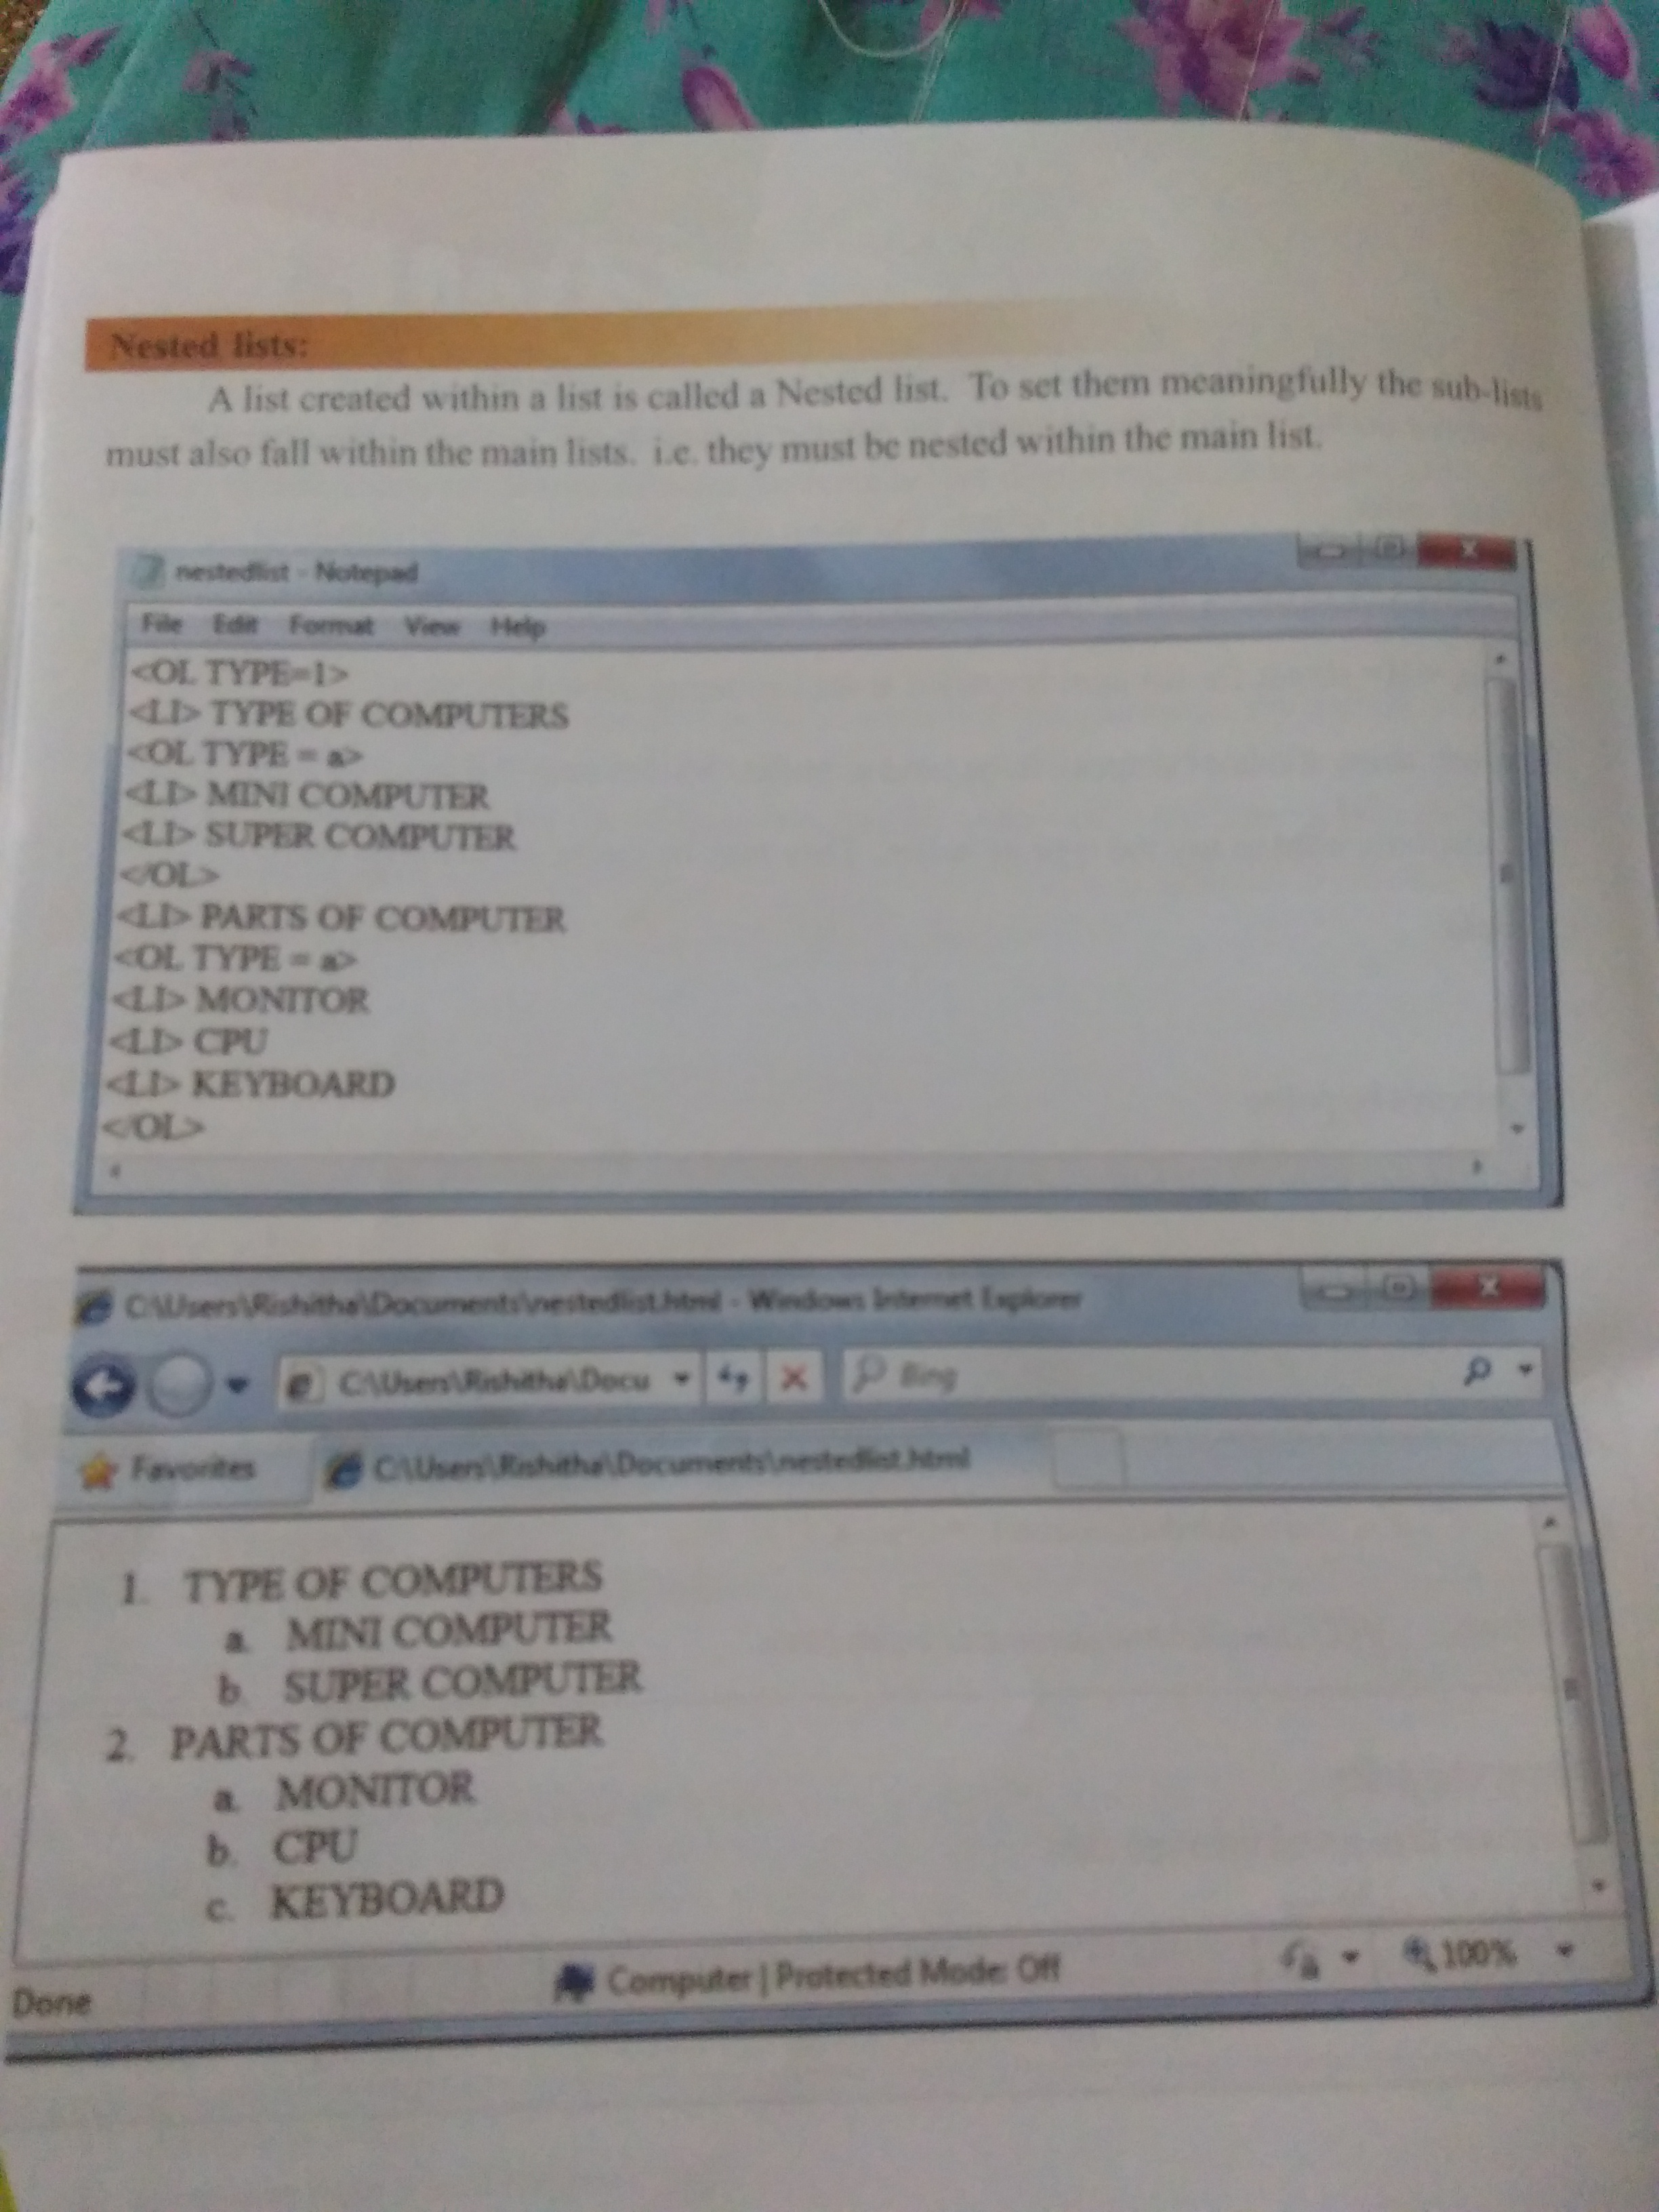 Nested lists:
A list created within a list is called a Nested list. To set them meaningfully the sub-lists
must also fall within the main lists. i.e. they must be nested within the main list.
nestedlist - Notepad
File Edit Format View Help
<OL TYPE=1>
<LI> TYPE OF COMPUTERS
<OL TYPE = a>
<LI> MINI COMPUTER
<LI> SUPER COMPUTER
</OL>
<LI> PARTS OF COMPUTER
<OL TYPE = a>
<LI> MONITOR
<LI> CPU
<LI> KEYBOARD
</OL>
C:\Users\Rishitha\Documents\nestedlist.html - Windows Internet Explorer
C:\Users\Rishitha\Docu Bing
Favorites C:\Users\Rishitha\Documents\nestedlist.html
1. TYPE OF COMPUTERS
a. MINI COMPUTER
b. SUPER COMPUTER
2. PARTS OF COMPUTER
a. MONITOR
b. CPU
c. KEYBOARD
Done Computer | Protected Mode: Off 100%